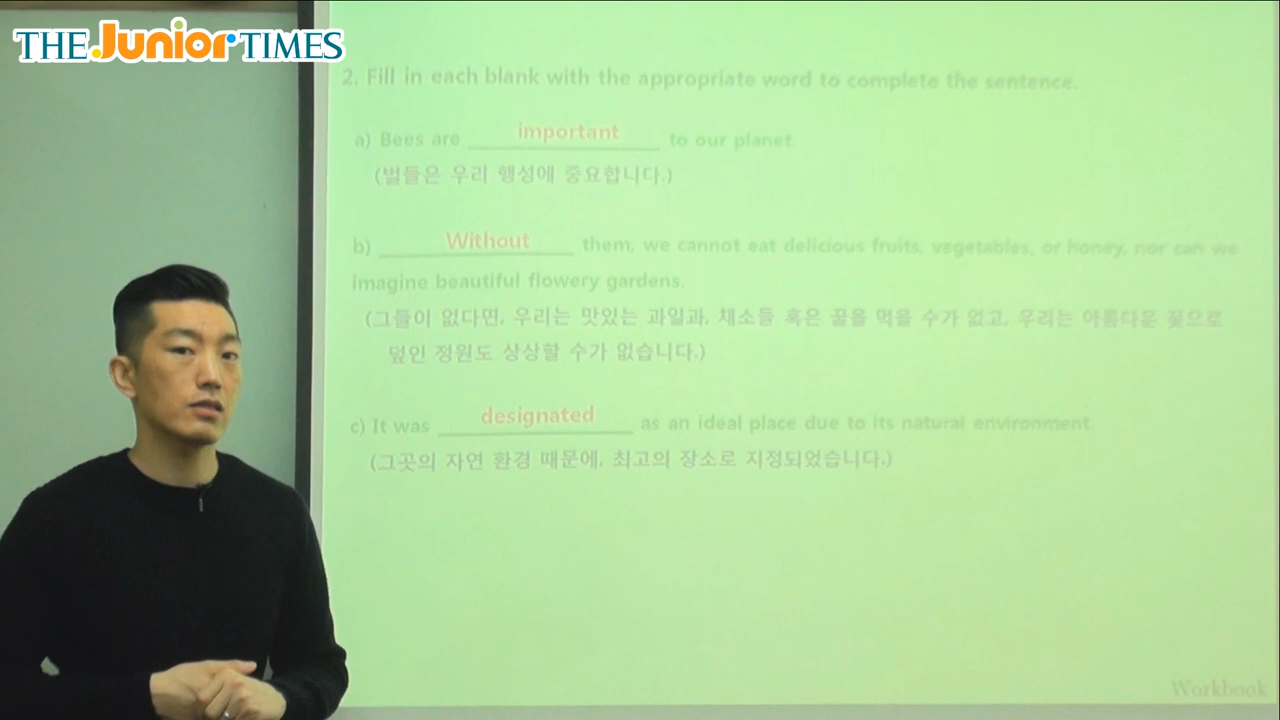 THE Junior TIMES
2. Fill in each blank with the appropriate word to complete the sentence.
a) Bees are important to our planet.
(벌들은 우리 행성에 중요합니다.)
b) Without them, we cannot eat delicious fruits, vegetables, or honey, nor can we
imagine beautiful flowery gardens.
(그들이 없다면, 우리는 맛있는 과일과, 채소들 혹은 꿀을 먹을 수가 없고, 우리는 아름다운 꽃으로
덮인 정원도 상상할 수가 없습니다.)
c) It was designated as an ideal place due to its natural environment.
(그곳의 자연 환경 때문에, 최고의 장소로 지정되었습니다.)
Workbook